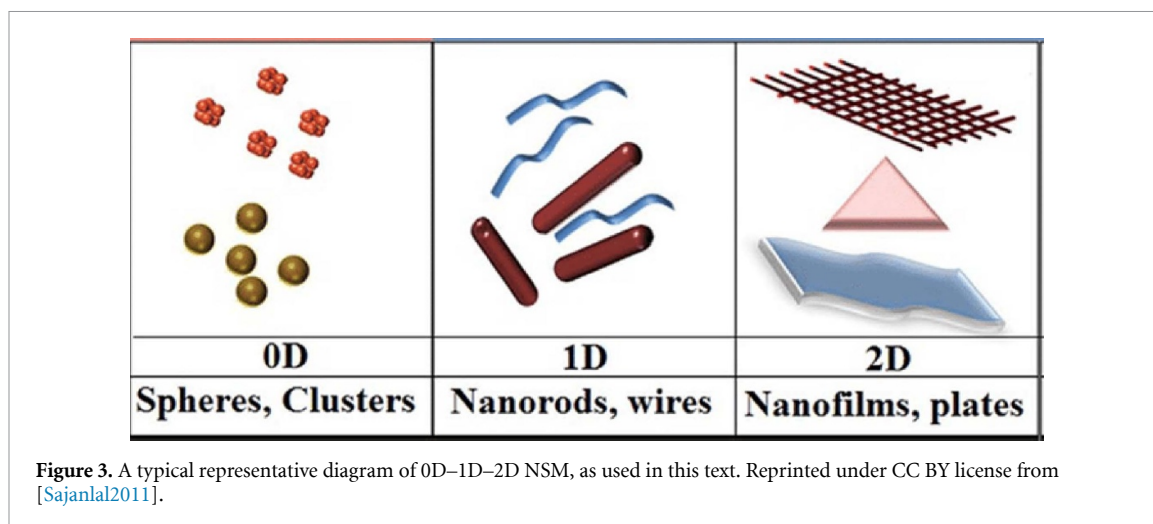 0D 1D 2D
Spheres, Clusters Nanorods, wires Nanofilms, plates
Figure 3. A typical representative diagram of 0D–1D–2D NSM, as used in this text. Reprinted under CC BY license from
[Sajanlal2011].